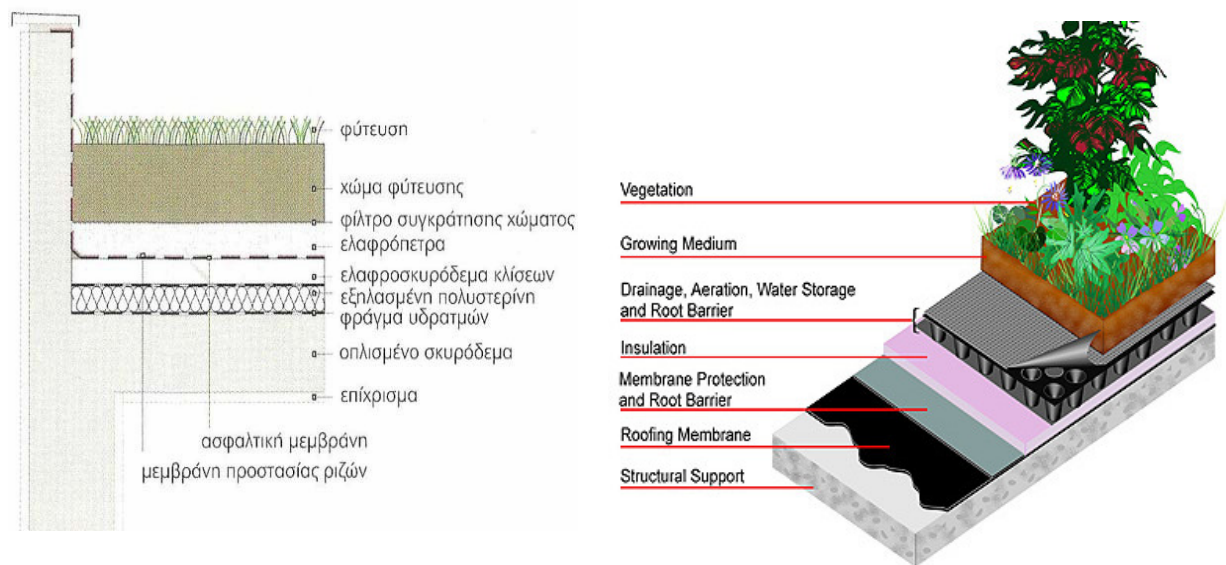 φύτευση
χώμα φύτευσης
φίλτρο συγκράτησης χώματος
ελαφρόπετρα
ελαφροσκυρόδεμα κλίσεων
εξηλασμένη πολυστερίνη
φράγμα υδρατμών
οπλισμένο σκυρόδεμα
επίχρισμα
ασφαλτική μεμβράνη
μεμβράνη προστασίας ριζών
Vegetation
Growing Medium
Drainage, Aeration, Water Storage
and Root Barrier
Insulation
Membrane Protection
and Root Barrier
Roofing Membrane
Structural Support